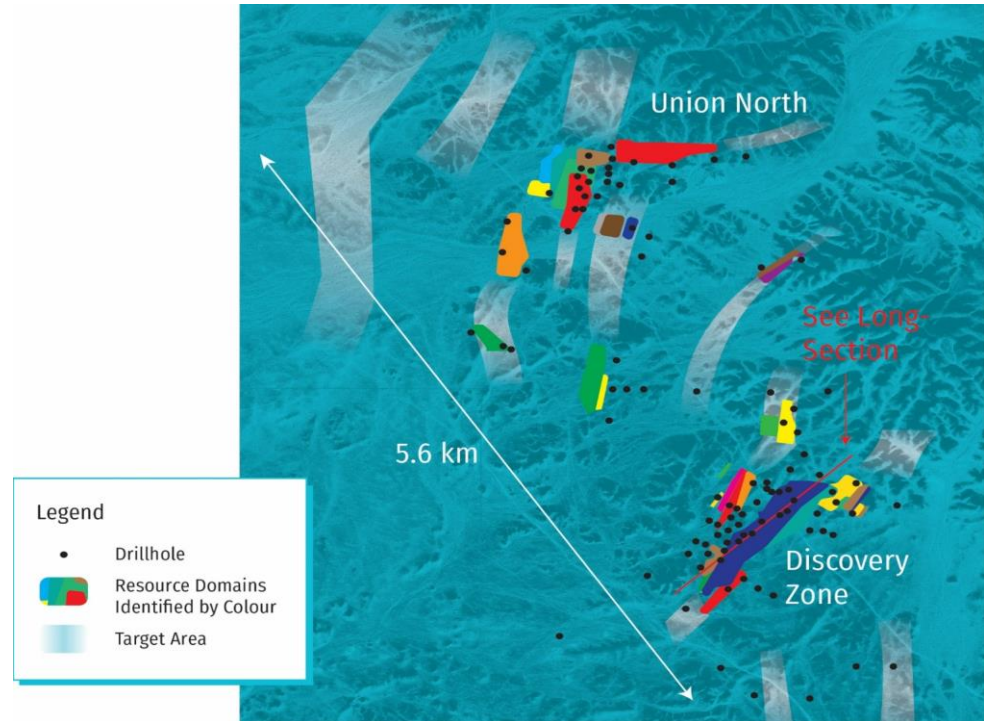 Union North
See Long-
Section
5.6 km
Discovery
Zone
Legend
Drillhole
Resource Domains
Identified by Colour
Target Area